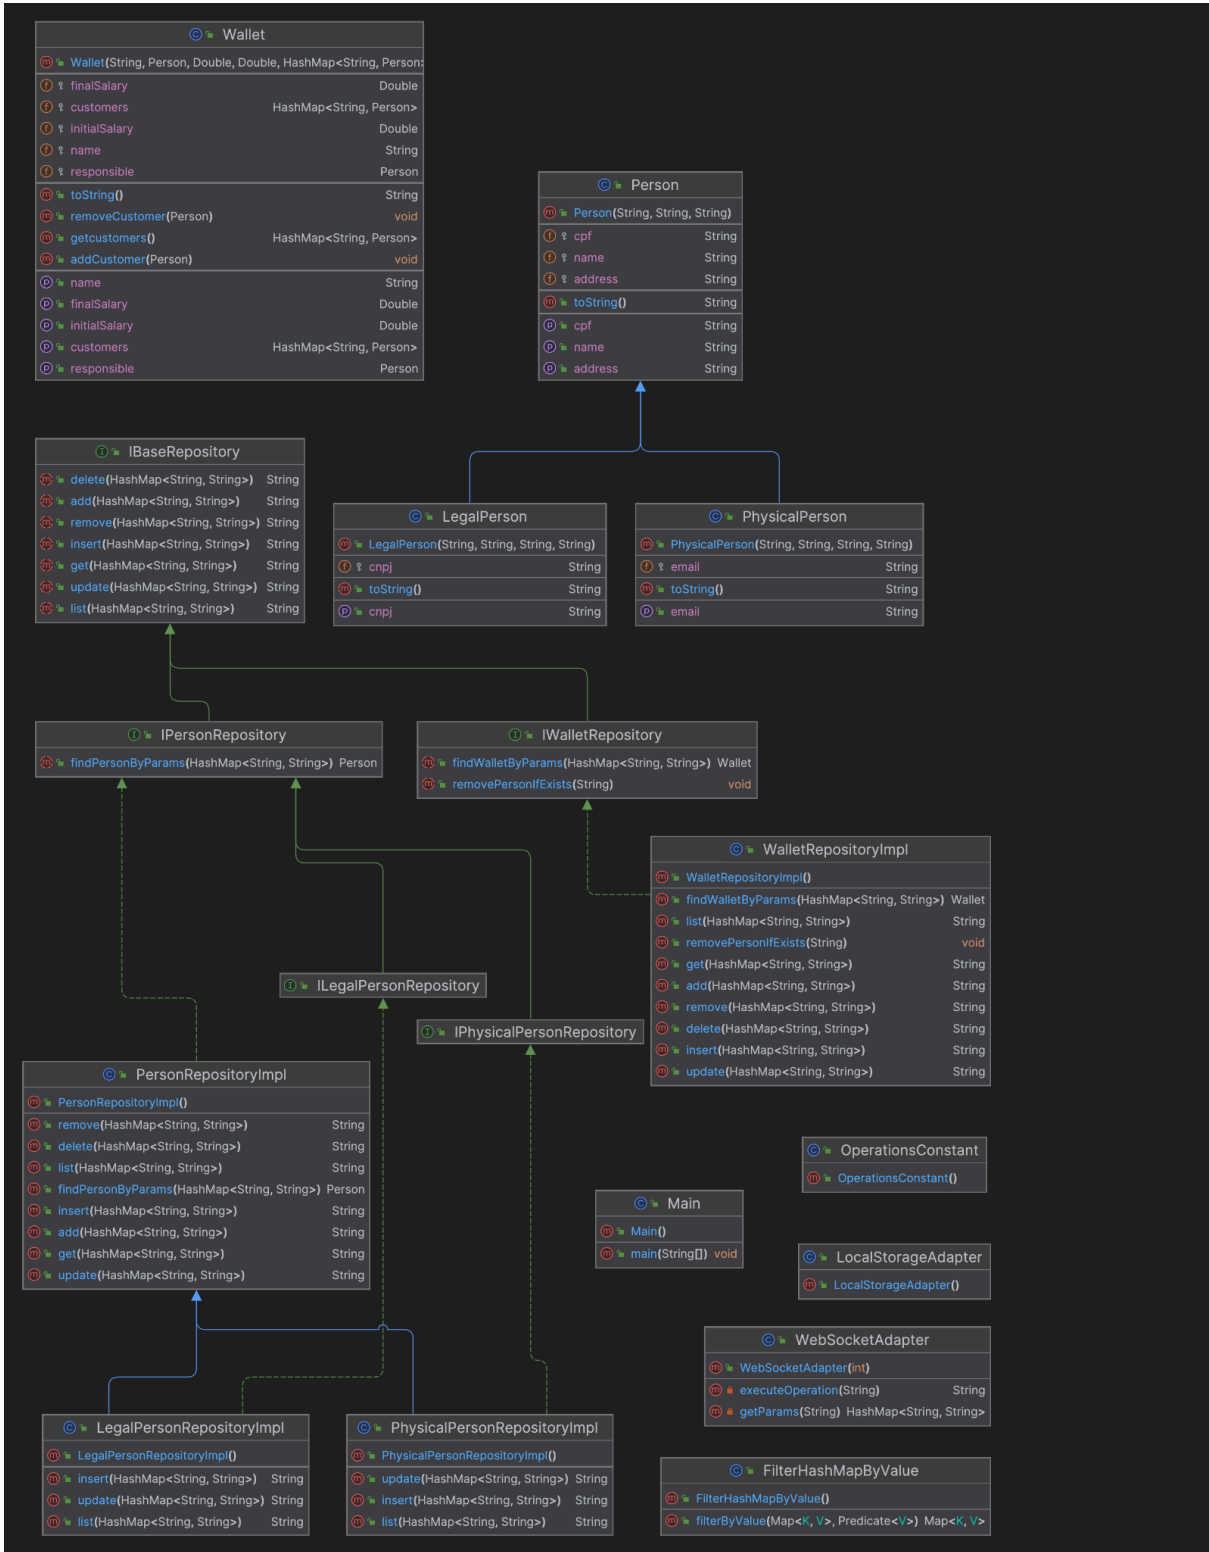 Wallet
Wallet(String, Person, Double, Double, HashMap<String, Person>
finalSalary Double
customers HashMap<String, Person>
initialSalary Double
name String
responsible Person
toString() String
removeCustomer(Person) void
getcustomers() HashMap<String, Person>
addCustomer(Person) void
name String
finalSalary Double
initialSalary Double
customers HashMap<String, Person>
responsible Person
Person
Person(String, String, String)
cpf String
name String
address String
toString() String
cpf String
name String
address String
IBaseRepository
delete(HashMap<String, String>) String
add(HashMap<String, String>) String
remove(HashMap<String, String>) String
insert(HashMap<String, String>) String
get(HashMap<String, String>) String
update(HashMap<String, String>) String
list(HashMap<String, String>) String
LegalPerson
LegalPerson(String, String, String, String)
cnpj String
toString() String
cnpj String
PhysicalPerson
PhysicalPerson(String, String, String, String)
email String
toString() String
email String
IPersonRepository
findPersonByParams(HashMap<String, String>) Person
IWalletRepository
findWalletByParams(HashMap<String, String>) Wallet
removePersonIfExists(String) void
WalletRepositoryImpl
WalletRepositoryImpl()
findWalletByParams(HashMap<String, String>) Wallet
list(HashMap<String, String>) String
removePersonIfExists(String) void
get(HashMap<String, String>) String
add(HashMap<String, String>) String
remove(HashMap<String, String>) String
delete(HashMap<String, String>) String
insert(HashMap<String, String>) String
update(HashMap<String, String>) String
ILegalPersonRepository
IPhysicalPersonRepository
PersonRepositoryImpl
PersonRepositoryImpl()
remove(HashMap<String, String>) String
delete(HashMap<String, String>) String
list(HashMap<String, String>) String
findPersonByParams(HashMap<String, String>) Person
insert(HashMap<String, String>) String
add(HashMap<String, String>) String
get(HashMap<String, String>) String
update(HashMap<String, String>) String
OperationsConstant
OperationsConstant()
Main
Main()
main(String[]) void
LocalStorageAdapter
LocalStorageAdapter()
WebSocketAdapter
WebSocketAdapter(int)
executeOperation(String) String
getParams(String) HashMap<String, String>
LegalPersonRepositoryImpl
LegalPersonRepositoryImpl()
insert(HashMap<String, String>) String
update(HashMap<String, String>) String
list(HashMap<String, String>) String
PhysicalPersonRepositoryImpl
PhysicalPersonRepositoryImpl()
update(HashMap<String, String>) String
insert(HashMap<String, String>) String
list(HashMap<String, String>) String
FilterHashMapByValue
FilterHashMapByValue()
filterByValue(Map<K, V>, Predicate<V>) Map<K, V>